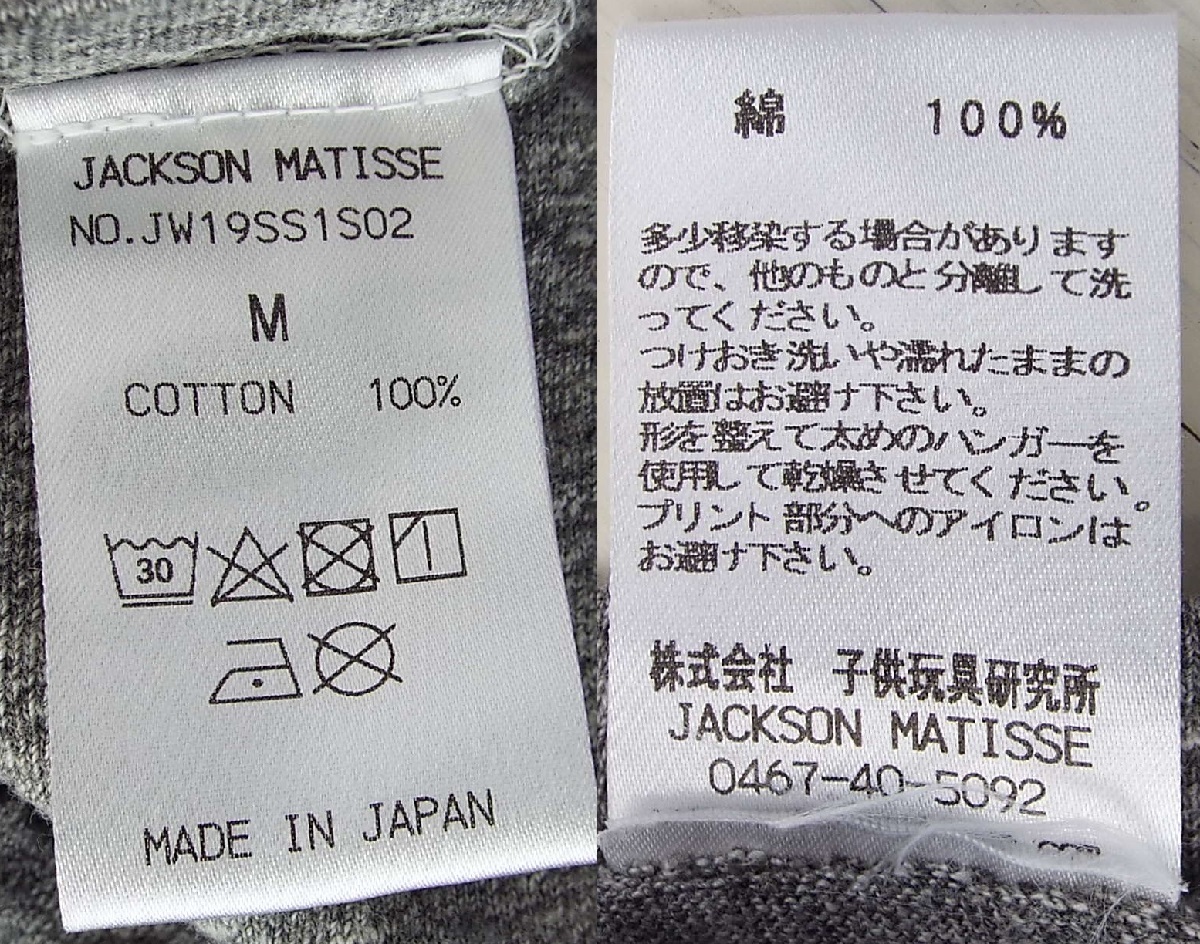 JACKSON MATISSE
NO.JW19SS1S02
M
COTTON 100%
30
MADE IN JAPAN
綿 100%
多少移染する場合があります
ので、他のものと分離して洗
ってください。
つけおき洗いや濡れたままの
放置はお避け下さい。
形を整えて太めのハンガーを
使用して乾燥させてください。
プリント部分へのアイロンは
お避け下さい。
株式会社 子供玩具研究所
JACKSON MATISSE
0467-40-5092